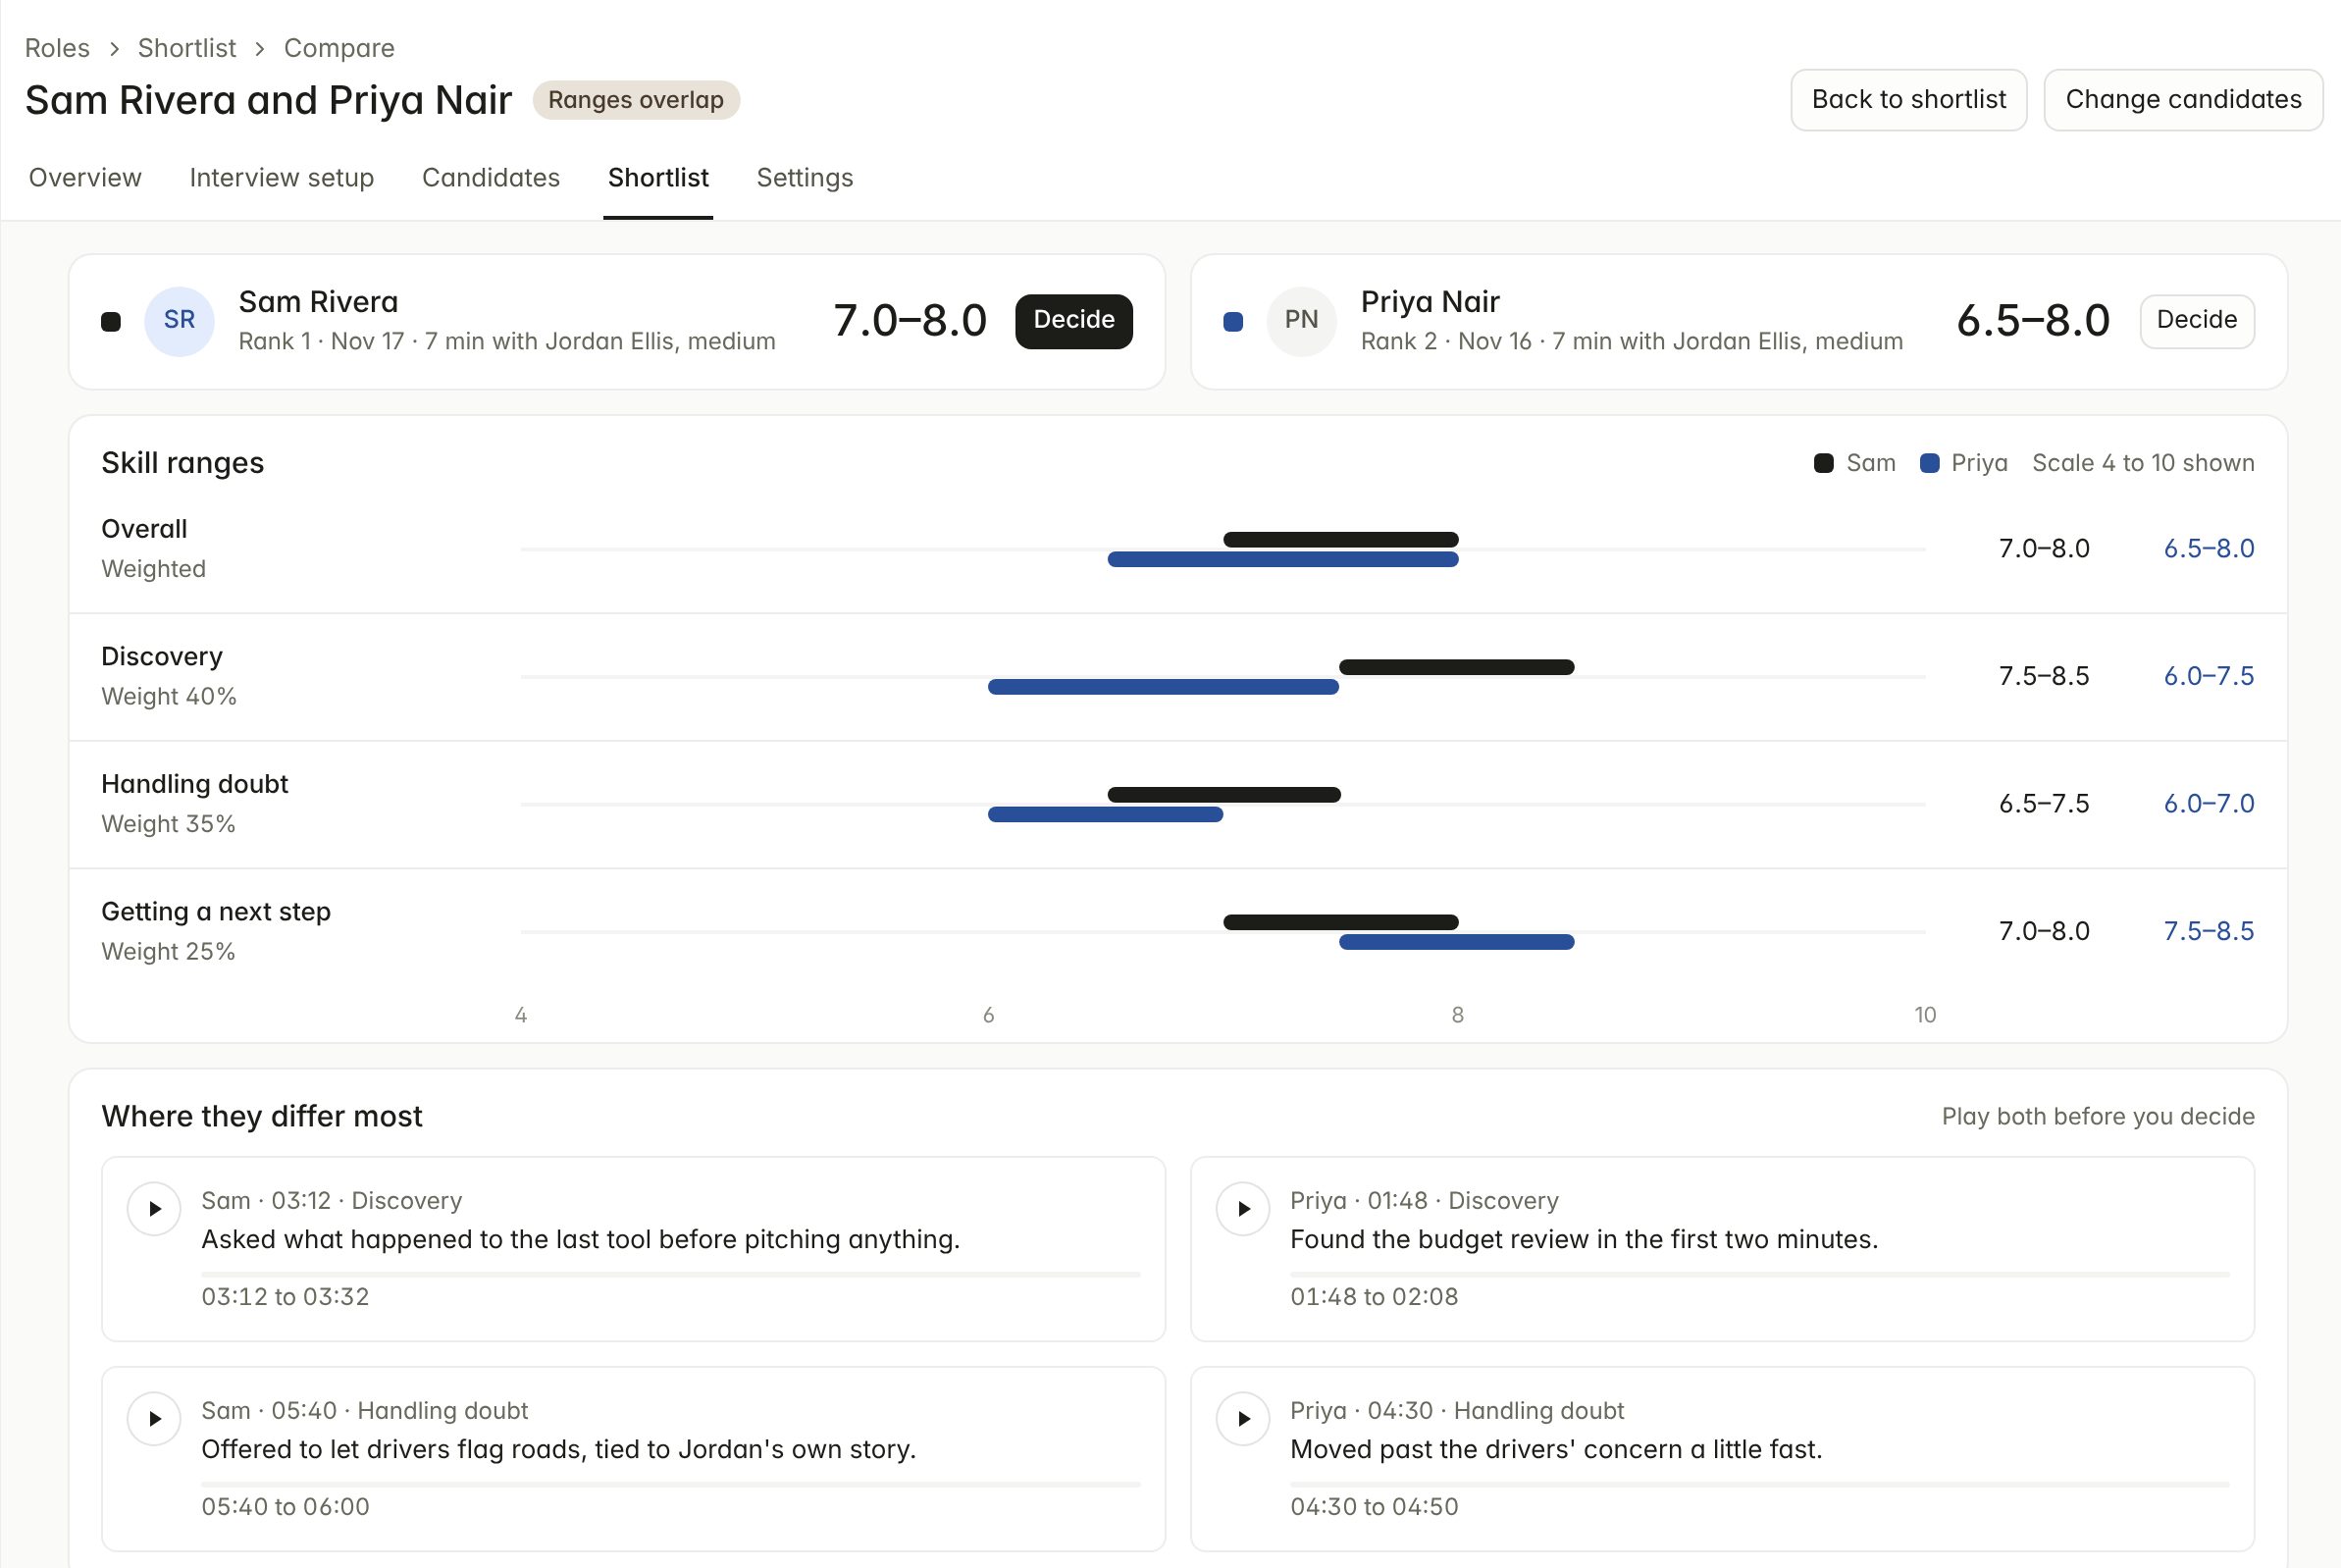 Roles > Shortlist > Compare
Sam Rivera and Priya Nair
Ranges overlap
Back to shortlist
Change candidates
Overview
Interview setup
Candidates
Shortlist
Settings
SR
Sam Rivera
Rank 1 · Nov 17 · 7 min with Jordan Ellis, medium
7.0–8.0
Decide
PN
Priya Nair
Rank 2 · Nov 16 · 7 min with Jordan Ellis, medium
6.5–8.0
Decide
Skill ranges
Sam
Priya
Scale 4 to 10 shown
Overall
Weighted
7.0–8.0
6.5–8.0
Discovery
Weight 40%
7.5–8.5
6.0–7.5
Handling doubt
Weight 35%
6.5–7.5
6.0–7.0
Getting a next step
Weight 25%
7.0–8.0
7.5–8.5
4
6
8
10
Where they differ most
Play both before you decide
Sam · 03:12 · Discovery
Asked what happened to the last tool before pitching anything.
03:12 to 03:32
Priya · 01:48 · Discovery
Found the budget review in the first two minutes.
01:48 to 02:08
Sam · 05:40 · Handling doubt
Offered to let drivers flag roads, tied to Jordan's own story.
05:40 to 06:00
Priya · 04:30 · Handling doubt
Moved past the drivers' concern a little fast.
04:30 to 04:50